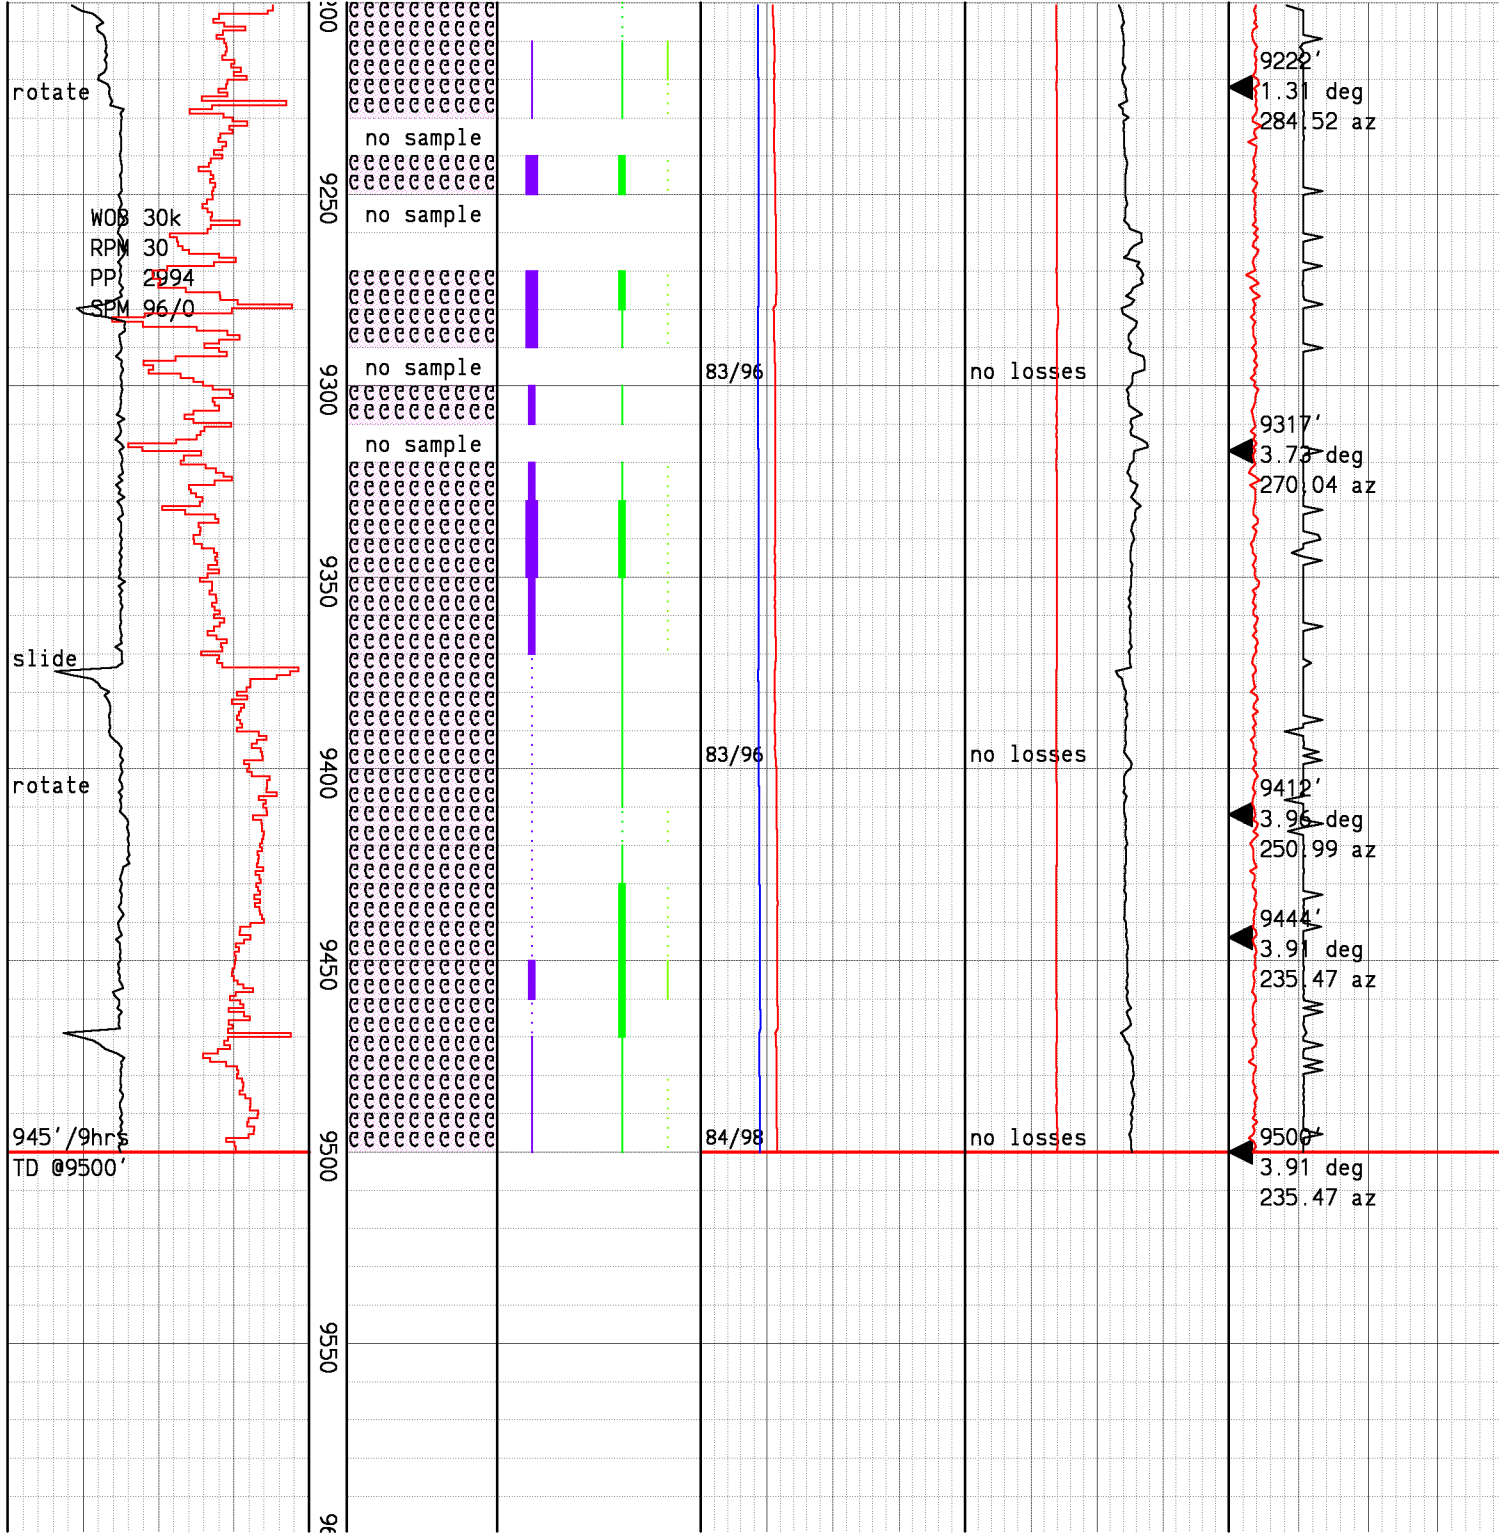 rotate
WOB 30k
RPM 30
PP 2994
SPM 96/0
slide
rotate
945'/9hrs
TD @9500'
9250
9300
9350
9400
9450
9500
9550
no sample
no sample
no sample
no sample
83/96
83/96
84/98
no losses
no losses
no losses
9222'
1.31 deg
284.52 az
9317'
3.73 deg
270.04 az
9412'
3.96 deg
250.99 az
9444'
3.91 deg
235.47 az
9500'
3.91 deg
235.47 az